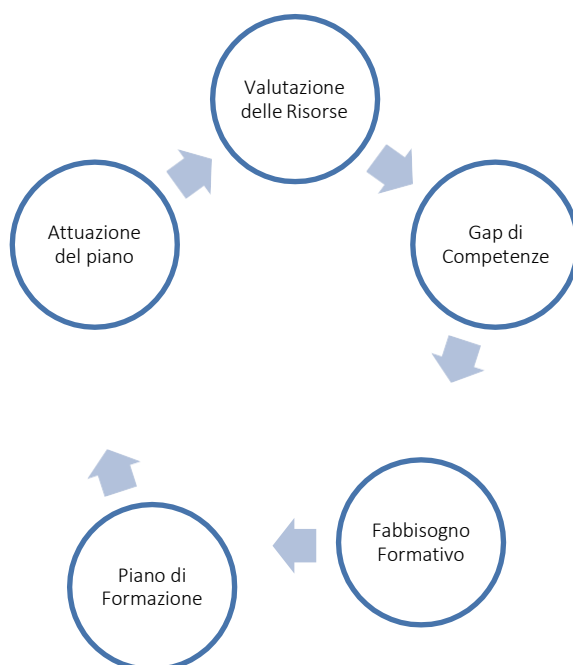 Valutazione
delle Risorse
Gap di
Competenze
Fabbisogno
Formativo
Piano di
Formazione
Attuazione
del piano